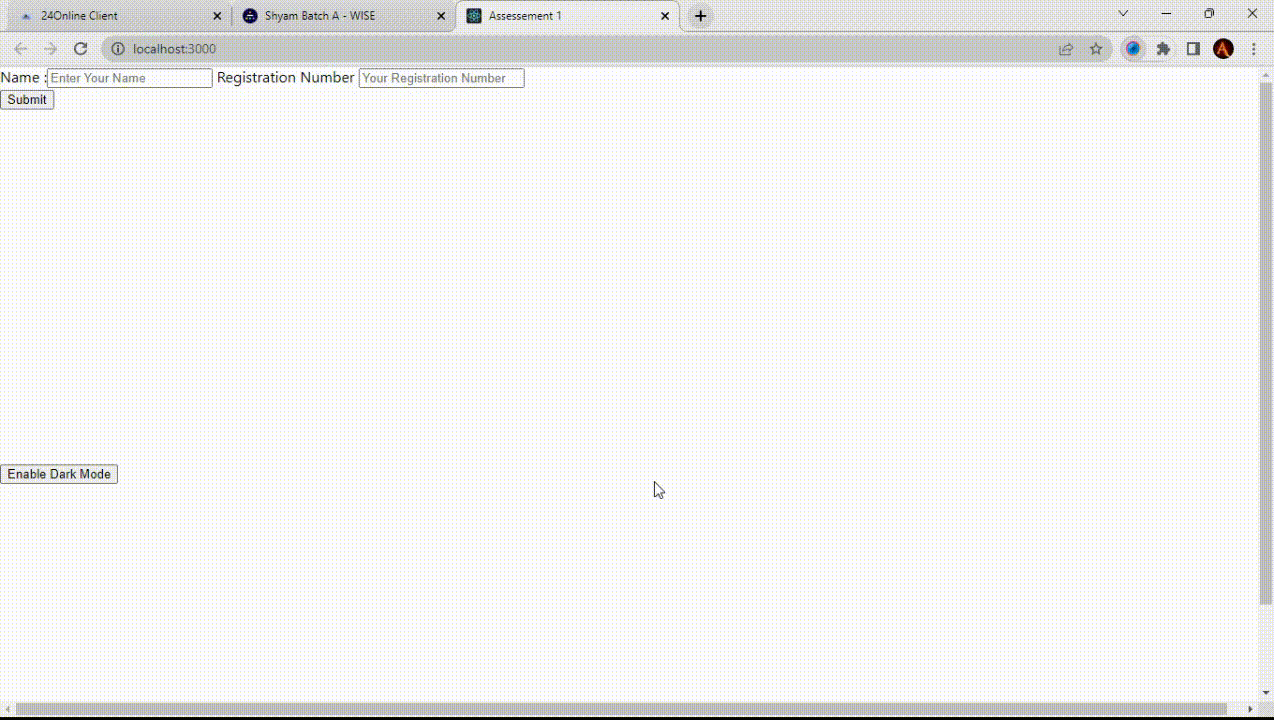 24Online Client
Shyam Batch A - WISE
Assessement 1
localhost:3000
A
Name : Enter Your Name Registration Number Your Registration Number
Submit
Enable Dark Mode